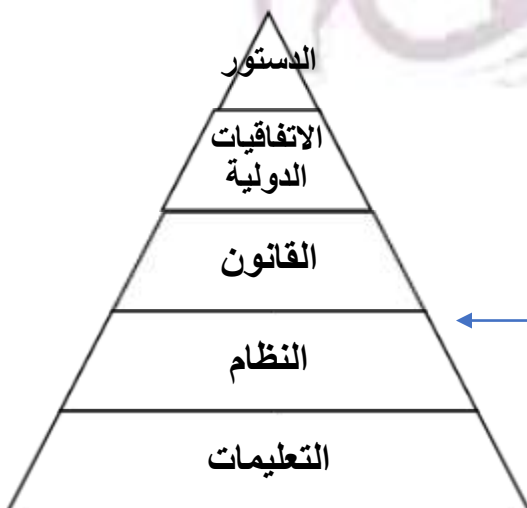 الدستور
الاتفاقيات
الدولية
القانون
النظام
التعليمات